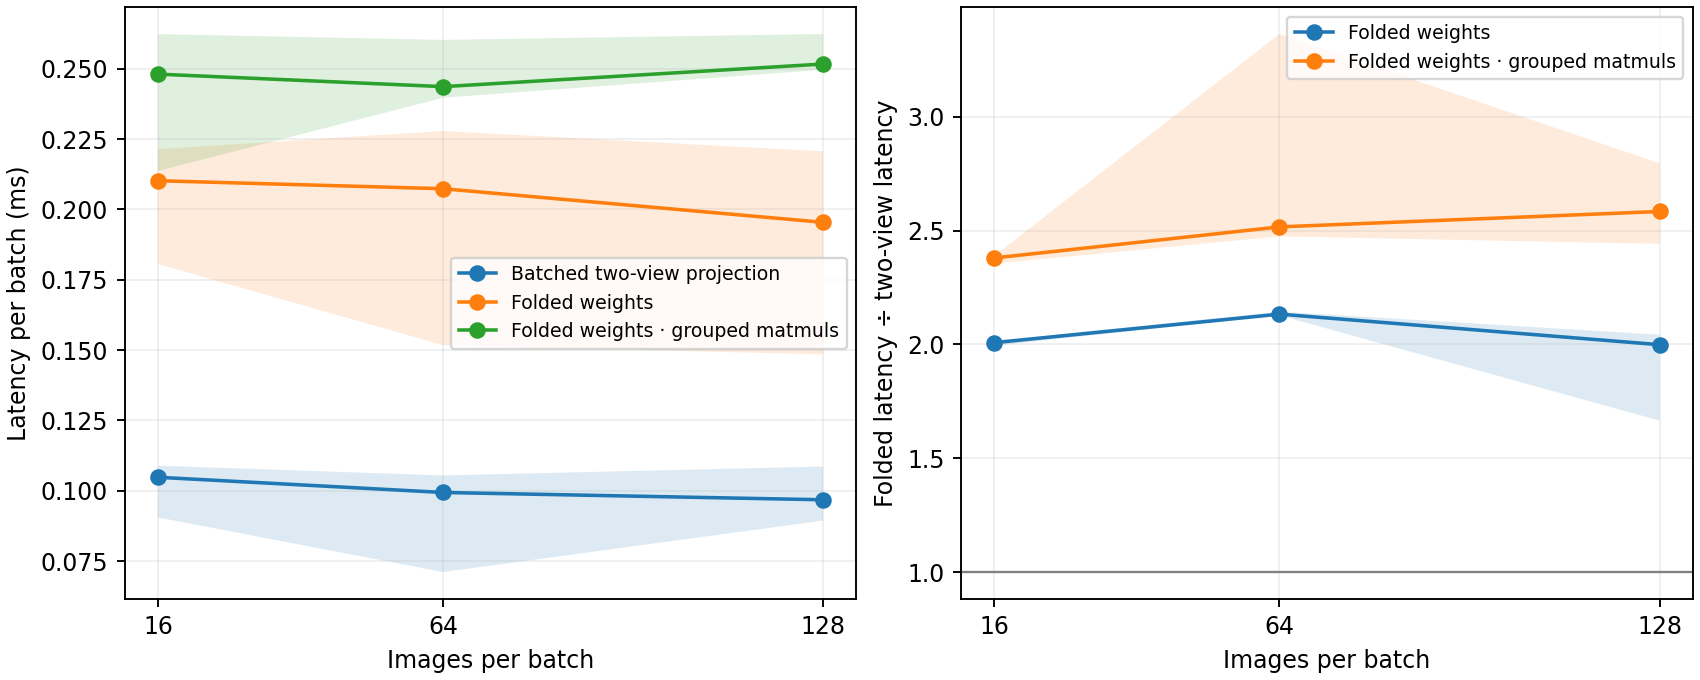 Latency per batch (ms)
0.250
0.225
0.200
0.175
0.150
0.125
0.100
0.075
Batched two-view projection
Folded weights
Folded weights · grouped matmuls
16
64
128
Images per batch
Folded latency ÷ two-view latency
3.0
2.5
2.0
1.5
1.0
Folded weights
Folded weights · grouped matmuls
16
64
128
Images per batch